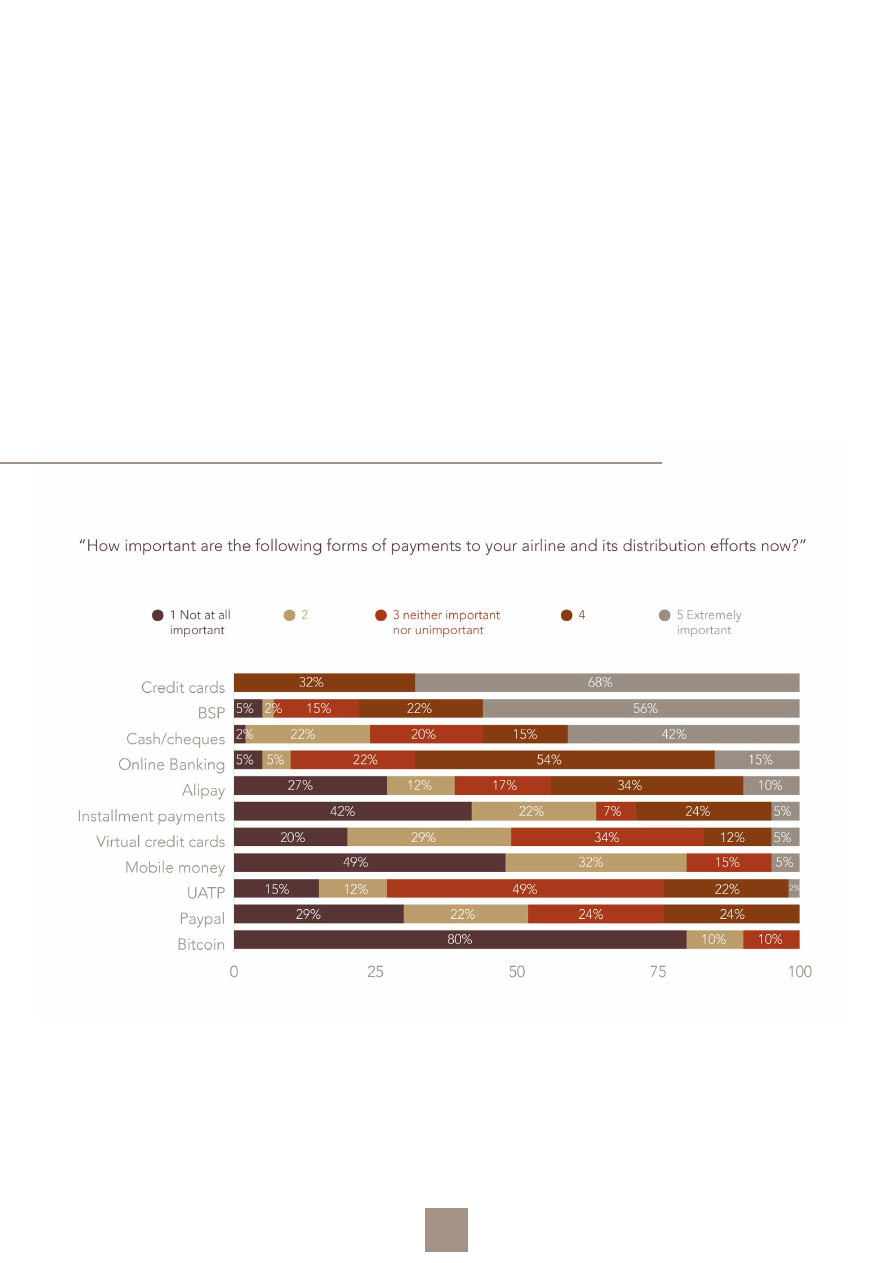 “How important are the following forms of payments to your airline and its distribution efforts now?”
1 Not at all
important
2
3 neither important
nor unimportant
4
5 Extremely
important
Credit cards 32% 68%
BSP 5% 2% 15% 22% 56%
Cash/cheques 2% 22% 20% 15% 42%
Online Banking 5% 5% 22% 54% 15%
Alipay 27% 12% 17% 34% 10%
Installment payments 42% 22% 7% 24% 5%
Virtual credit cards 20% 29% 34% 12% 5%
Mobile money 49% 32% 15% 5%
UATP 15% 12% 49% 22% 2%
Paypal 29% 22% 24% 24%
Bitcoin 80% 10% 10%
0 25 50 75 100